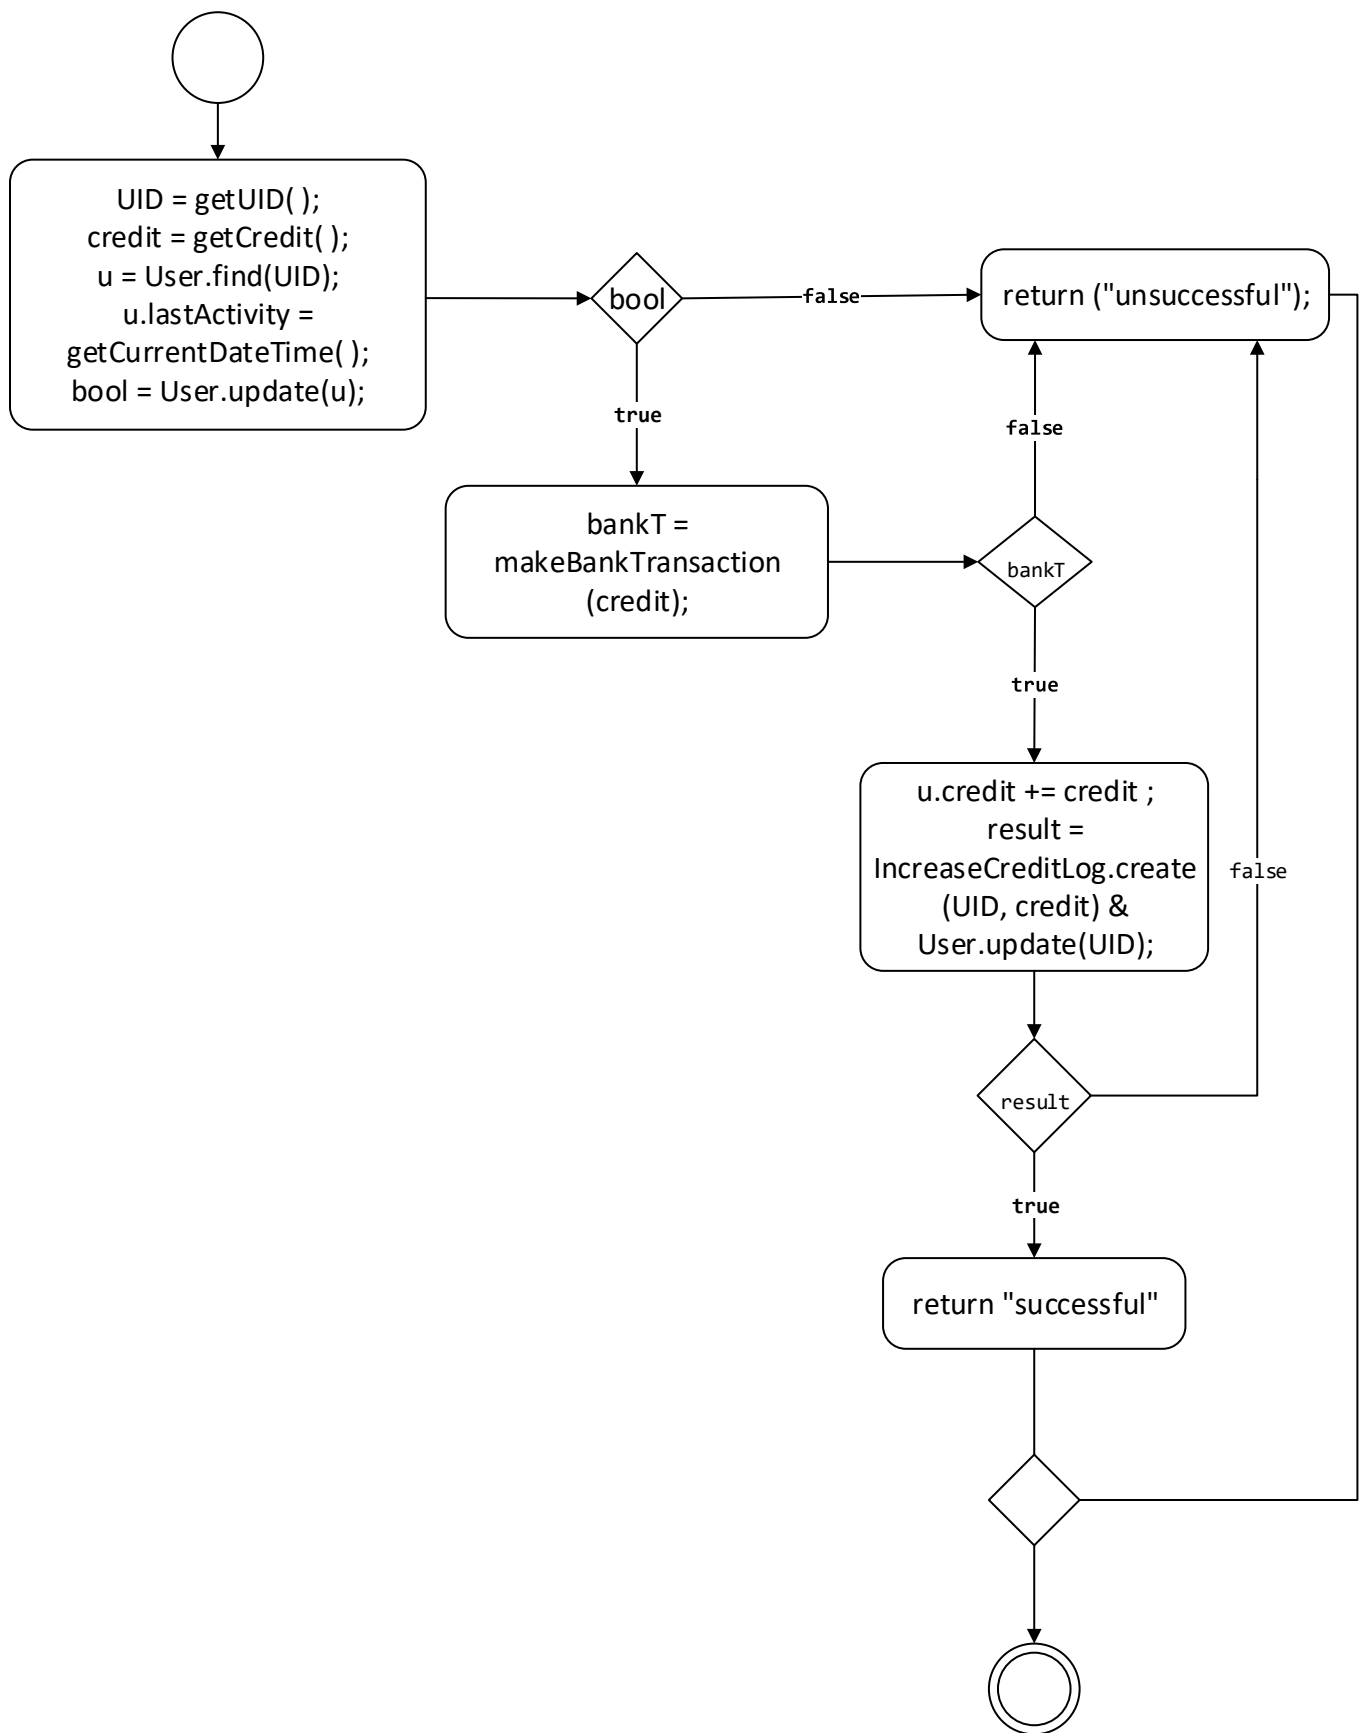 UID = getUID( );
credit = getCredit( );
u = User.find(UID);
u.lastActivity =
getCurrentDateTime( );
bool = User.update(u);
bool
false
return ("unsuccessful");
true
bankT =
makeBankTransaction
(credit);
bankT
false
true
u.credit += credit ;
result =
IncreaseCreditLog.create
(UID, credit) &
User.update(UID);
false
result
true
return "successful"